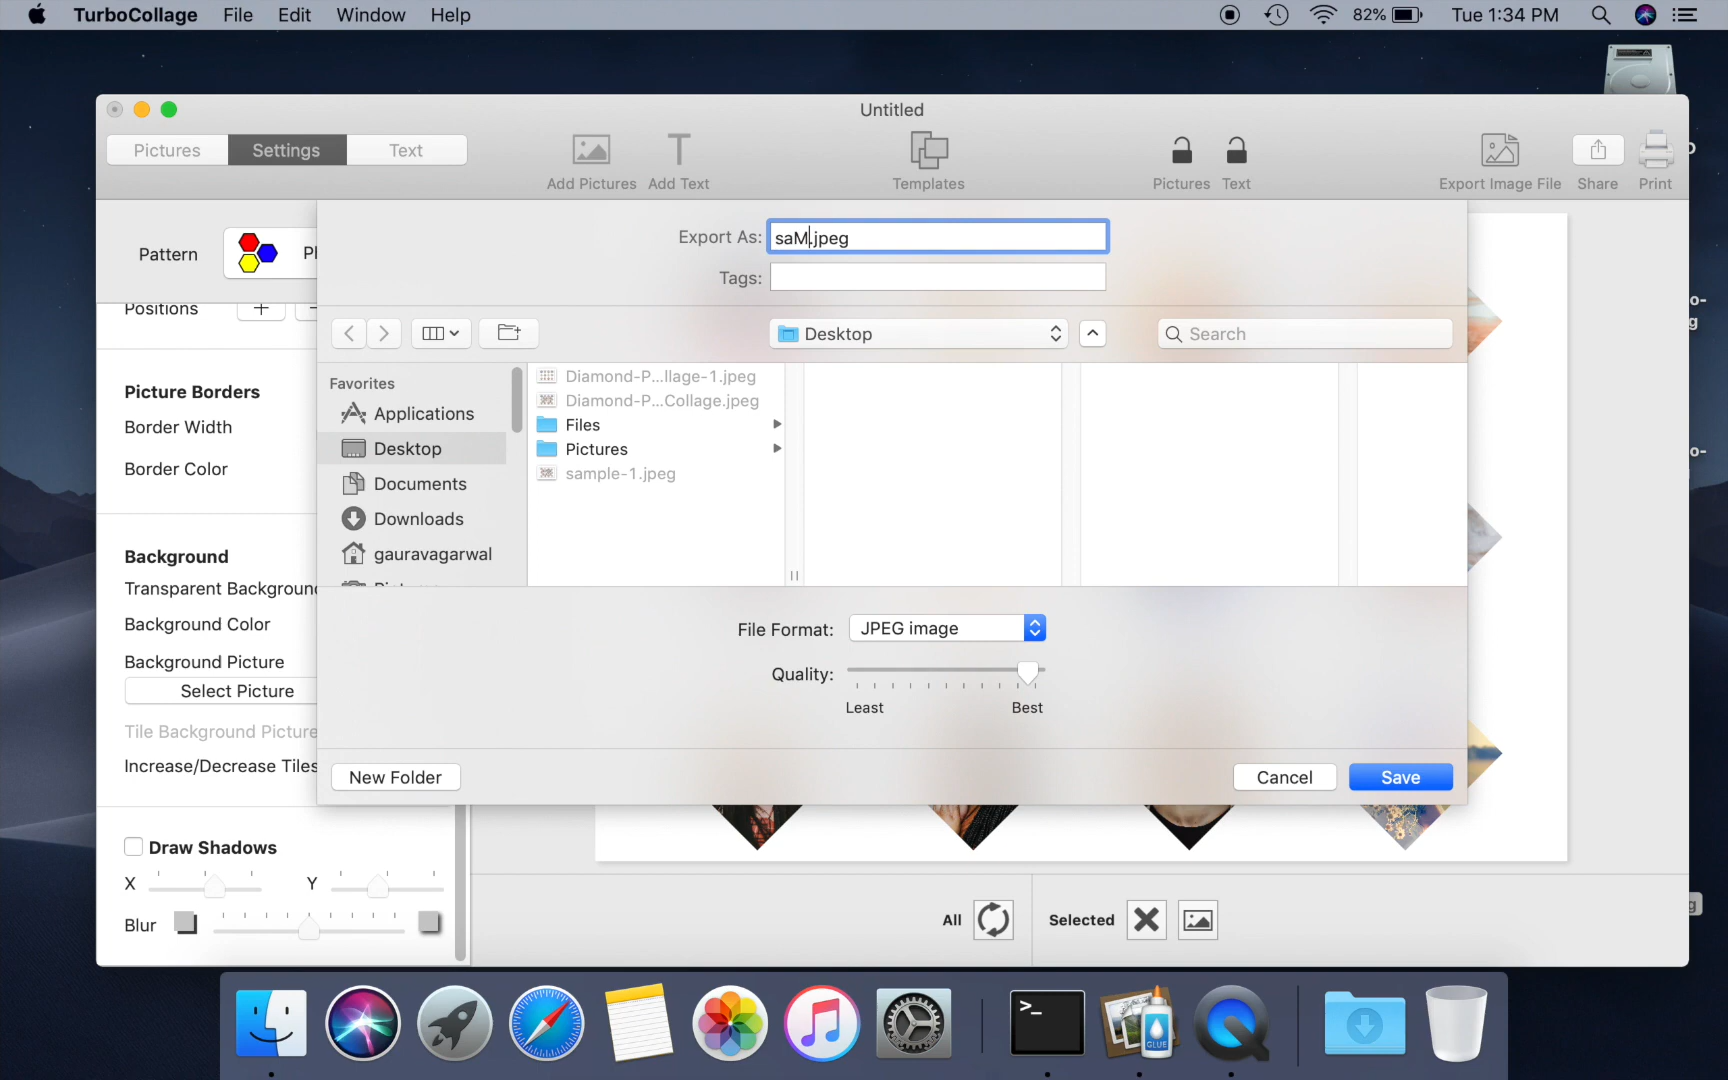 TurboCollage File Edit Window Help 82% Tue 1:34 PM
Untitled
Pictures Settings Text
Add Pictures Add Text Templates Pictures Text Export Image File Share Print
Export As: saM.jpeg
Tags:
Pattern
Positions
Desktop
Search
Favorites
Applications
Desktop
Documents
Downloads
gauravagarwal
Diamond-P...llage-1.jpeg
Diamond-P...Collage.jpeg
Files
Pictures
sample-1.jpeg
Picture Borders
Border Width
Border Color
Background
Transparent Background
Background Color
Background Picture
Select Picture
Tile Background Picture
Increase/Decrease Tiles
File Format: JPEG image
Quality:
Least Best
New Folder Cancel Save
Draw Shadows
X Y
Blur
All Selected
GLUE